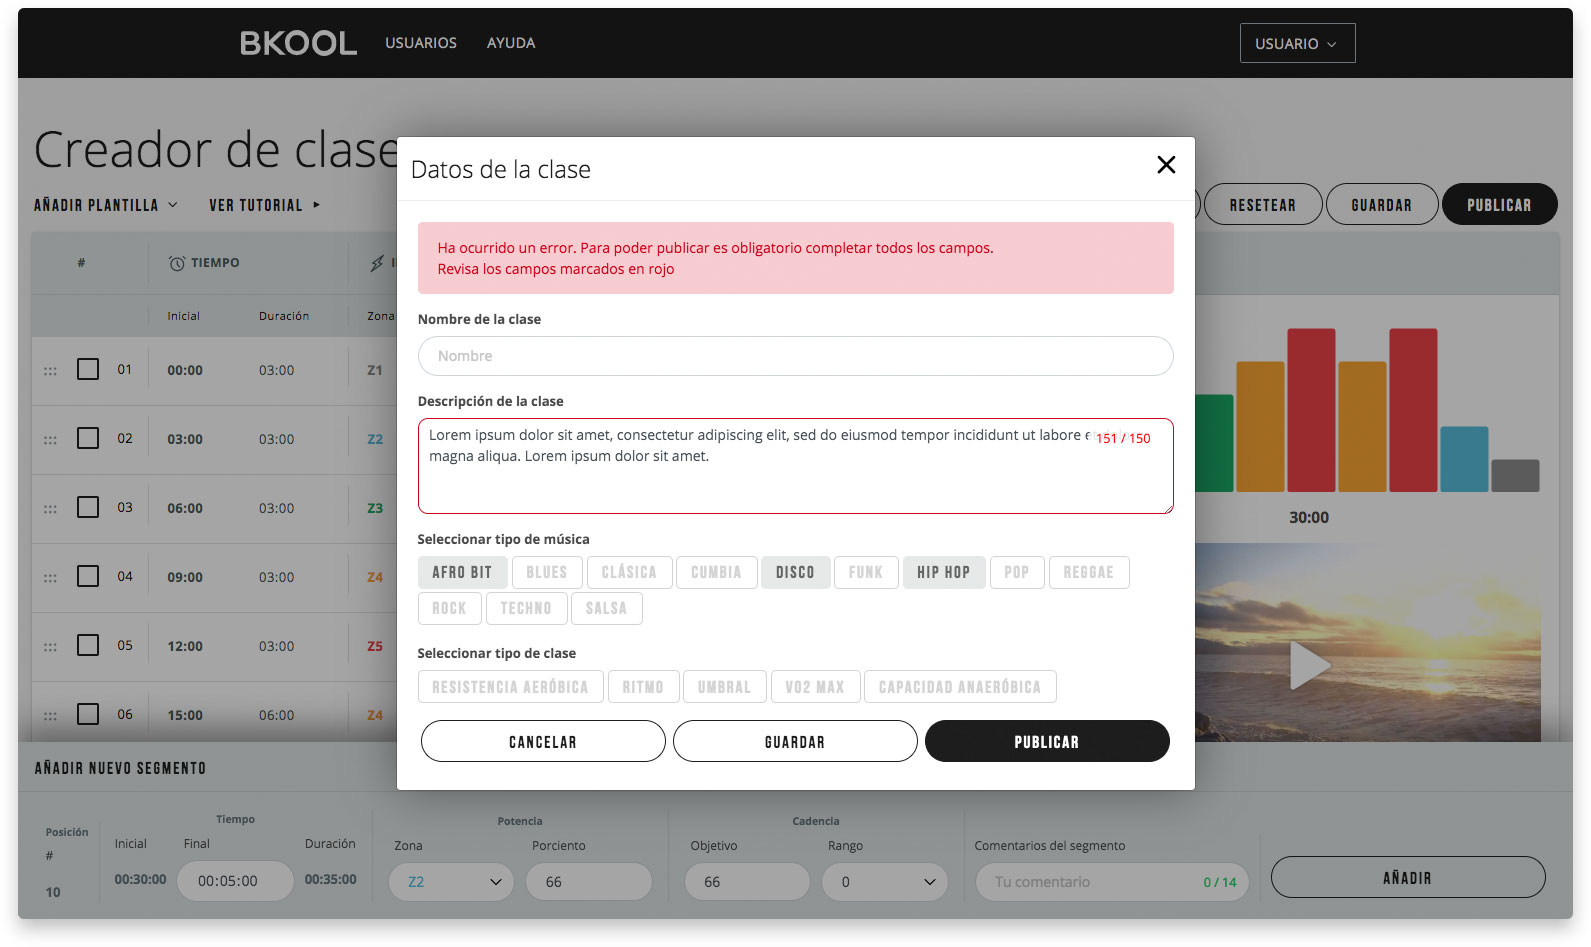 BKOOL USUARIOS AYUDA USUARIO
Creador de clase
AÑADIR PLANTILLA VER TUTORIAL
RESETEAR GUARDAR PUBLICAR
# TIEMPO
Inicial Duración Zona
01 00:00 03:00 Z1
02 03:00 03:00 Z2
03 06:00 03:00 Z3
04 09:00 03:00 Z4
05 12:00 03:00 Z5
06 15:00 06:00 Z4
30:00
Datos de la clase
Ha ocurrido un error. Para poder publicar es obligatorio completar todos los campos.
Revisa los campos marcados en rojo
Nombre de la clase
Nombre
Descripción de la clase
Lorem ipsum dolor sit amet, consectetur adipiscing elit, sed do eiusmod tempor incididunt ut labore 151 / 150
magna aliqua. Lorem ipsum dolor sit amet.
Seleccionar tipo de música
AFRO BIT BLUES CLÁSICA CUMBIA DISCO FUNK HIP HOP POP REGGAE
ROCK TECHNO SALSA
Seleccionar tipo de clase
RESISTENCIA AERÓBICA RITMO UMBRAL VO2 MAX CAPACIDAD ANAERÓBICA
CANCELAR GUARDAR PUBLICAR
AÑADIR NUEVO SEGMENTO
Posición Tiempo Potencia Cadencia
# Inicial Final Duración Zona Porciento Objetivo Rango Comentarios del segmento
10 00:30:00 00:05:00 00:35:00 Z2 66 66 0 Tu comentario 0 / 14 AÑADIR